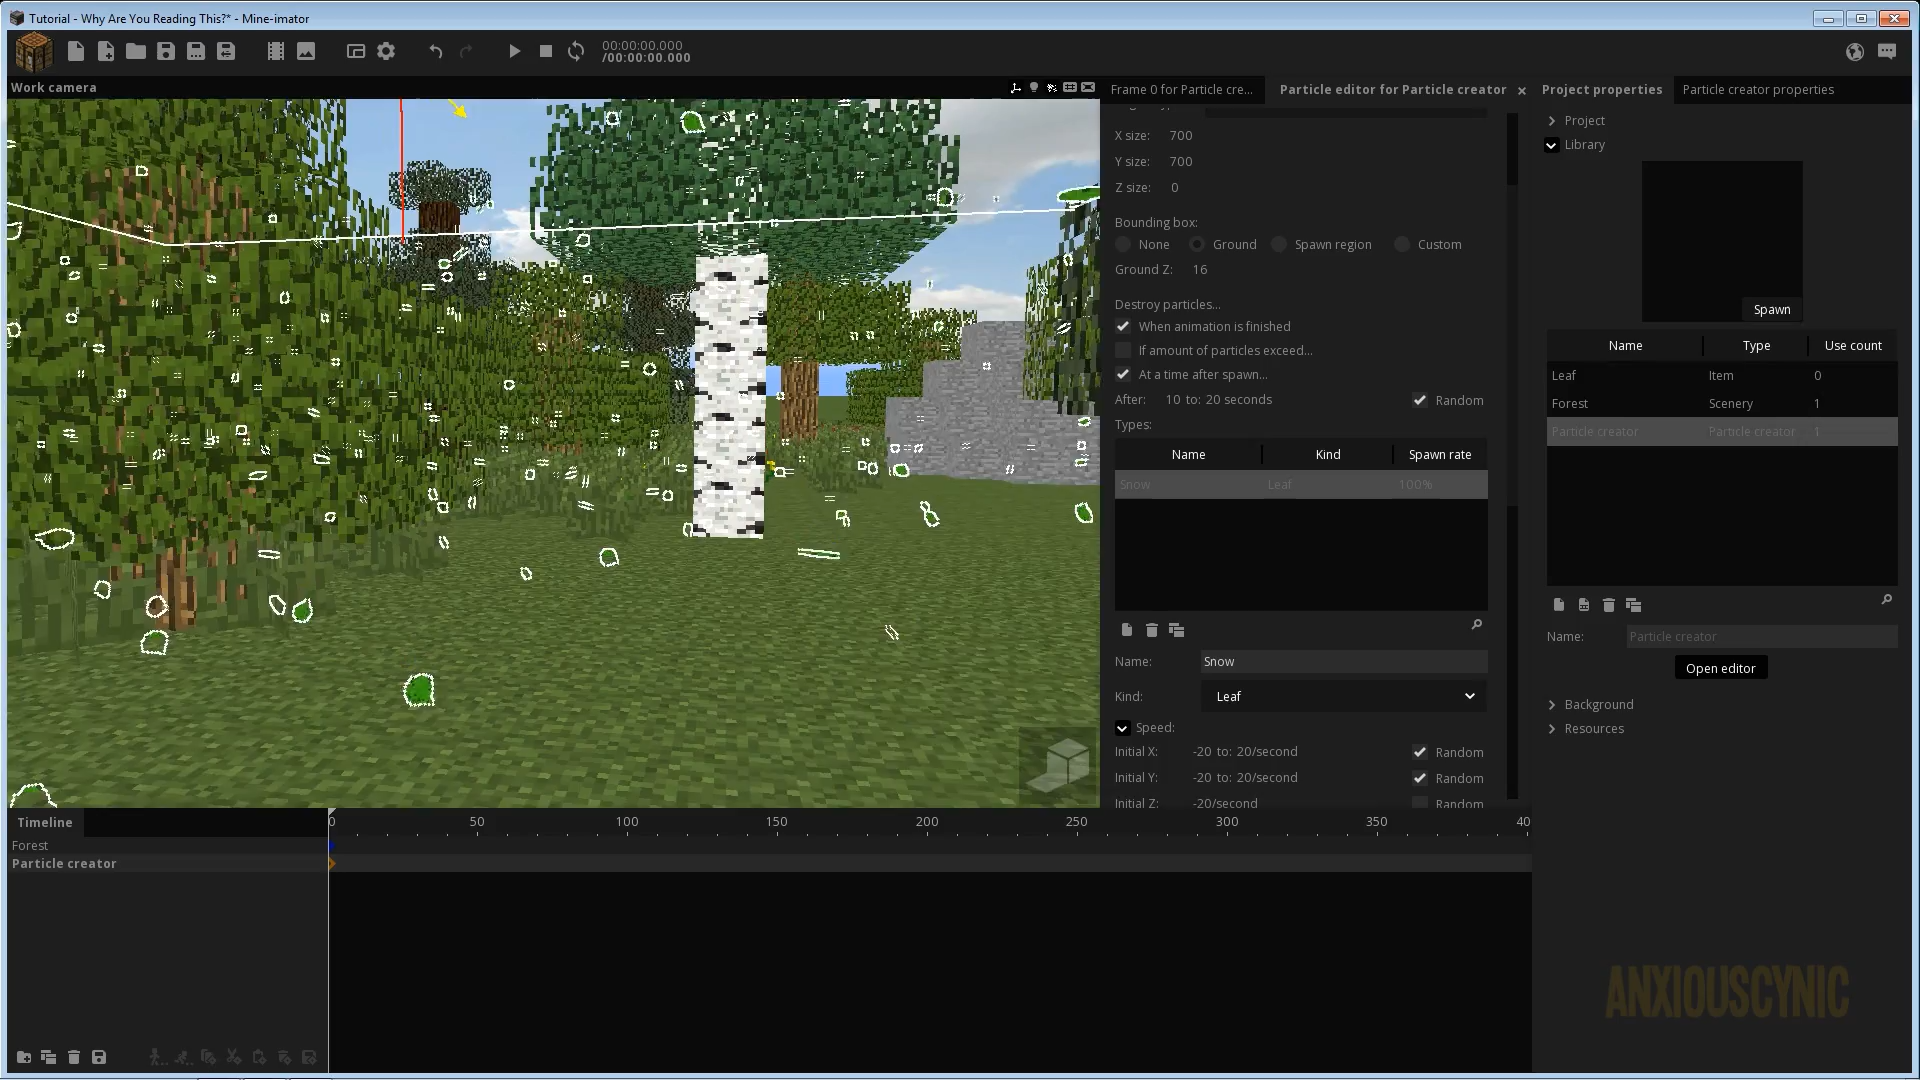 Tutorial - Why Are You Reading This?* - Mine-imator
00:00:00.000
/00:00:00.000
Work camera
Frame 0 for Particle cre...
Particle editor for Particle creator
Project properties
Particle creator properties
X size: 700
Y size: 700
Z size: 0
Bounding box:
None Ground Spawn region Custom
Ground Z: 16
Destroy particles...
When animation is finished
If amount of particles exceed...
At a time after spawn...
After: 10 to: 20 seconds Random
Types:
Name Kind Spawn rate
Snow Leaf 100%
Name: Snow
Kind: Leaf
Speed:
Initial X: -20 to: 20/second Random
Initial Y: -20 to: 20/second Random
Initial Z: -20/second Random
Project
Library
Spawn
Name Type Use count
Leaf Item 0
Forest Scenery 1
Particle creator Particle creator 1
Name: Particle creator
Open editor
Background
Resources
Timeline
0 50 100 150 200 250 300 350 40
Forest
Particle creator
ANXIOUSCYNIC